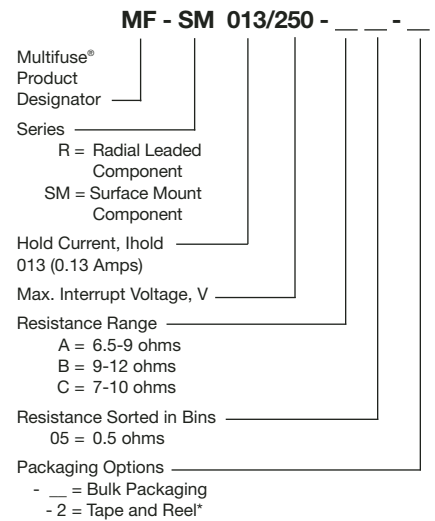 MF - SM 013/250 - __ __ - __
Multifuse®
Product
Designator
Series
R = Radial Leaded
Component
SM = Surface Mount
Component
Hold Current, Ihold
013 (0.13 Amps)
Max. Interrupt Voltage, V
Resistance Range
A = 6.5-9 ohms
B = 9-12 ohms
C = 7-10 ohms
Resistance Sorted in Bins
05 = 0.5 ohms
Packaging Options
- __ = Bulk Packaging
- 2 = Tape and Reel*